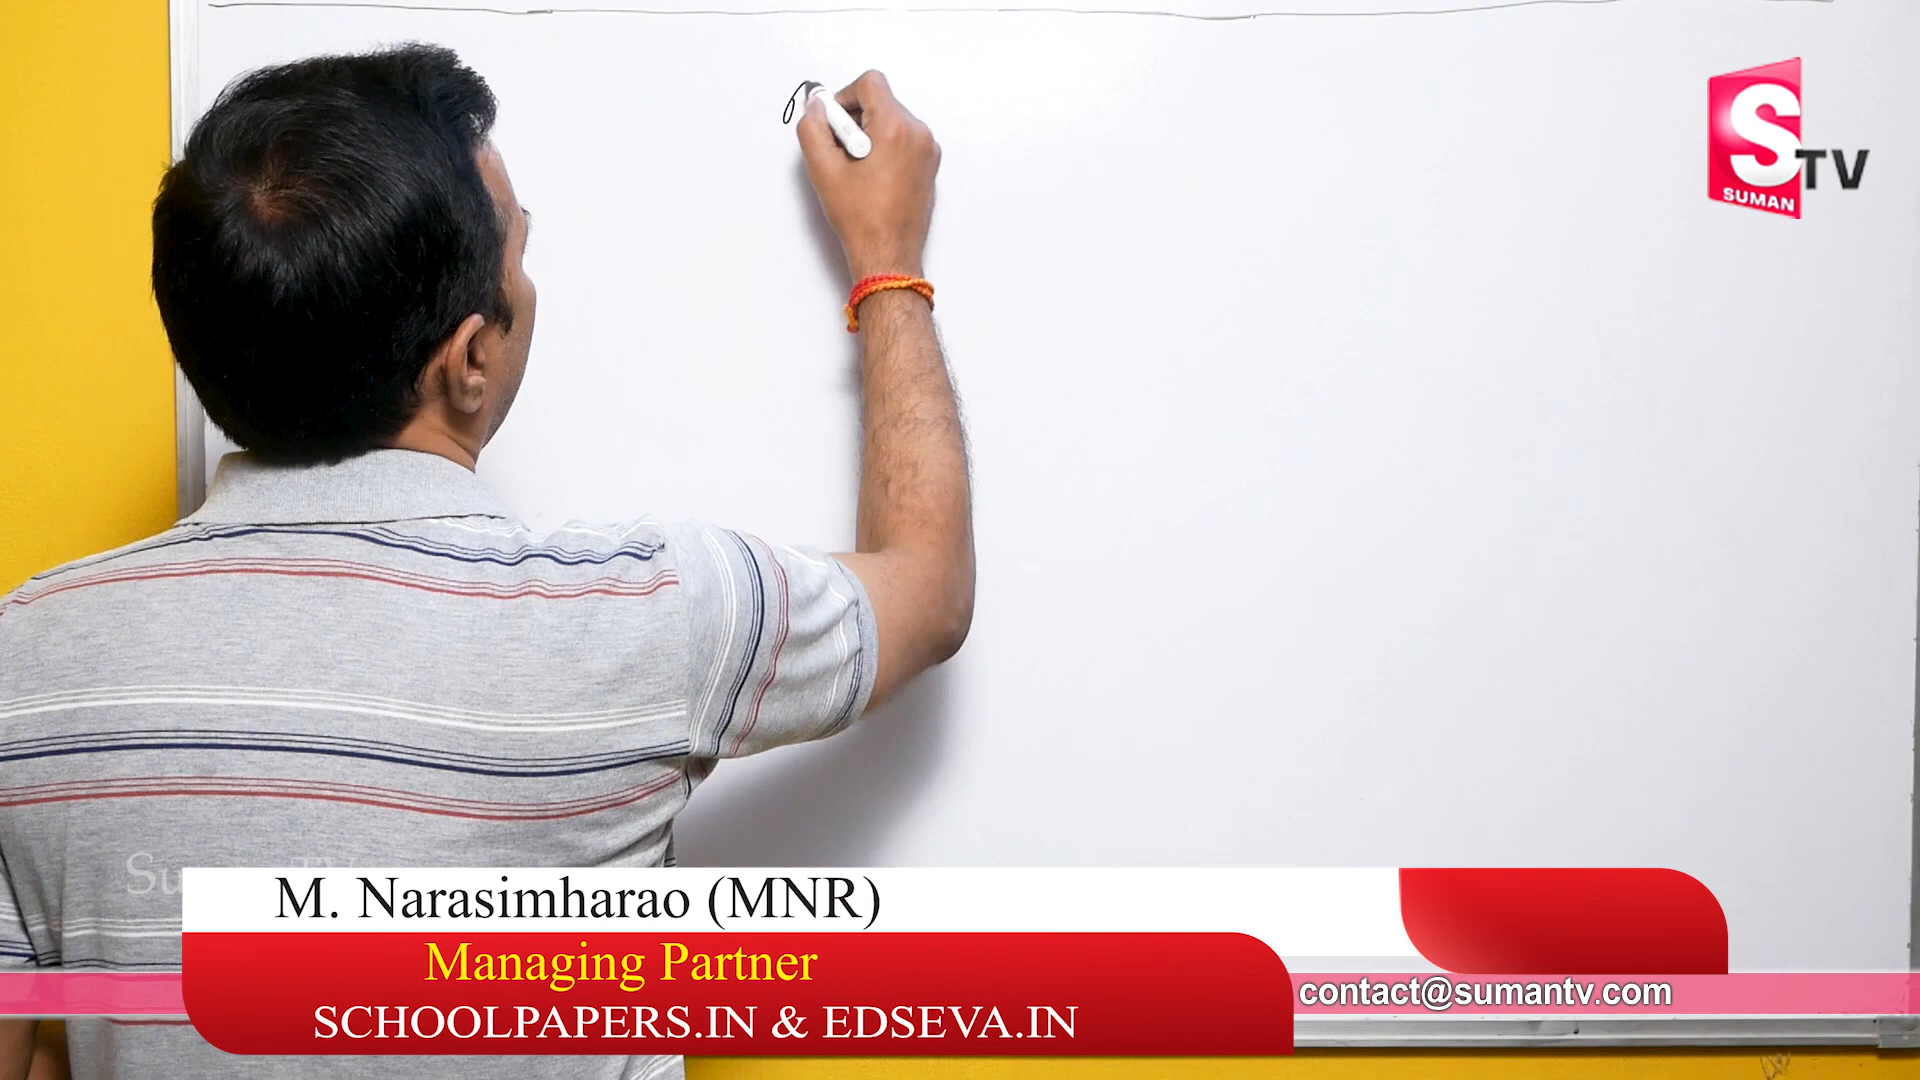 S
TV
SUMAN
M. Narasimharao (MNR)
Managing Partner
SCHOOLPAPERS.IN & EDSEVA.IN
contact@sumantv.com